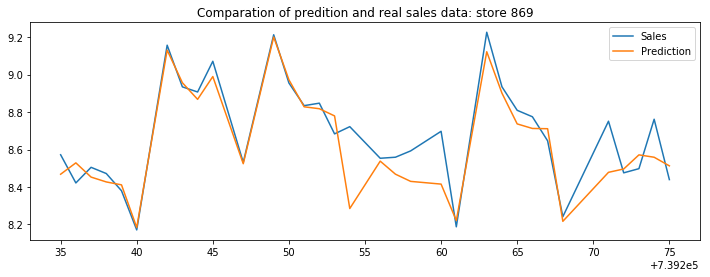 Comparation of predition and real sales data: store 869
Sales
Prediction
9.2
9.0
8.8
8.6
8.4
8.2
35 40 45 50 55 60 65 70 75
+7.392e5